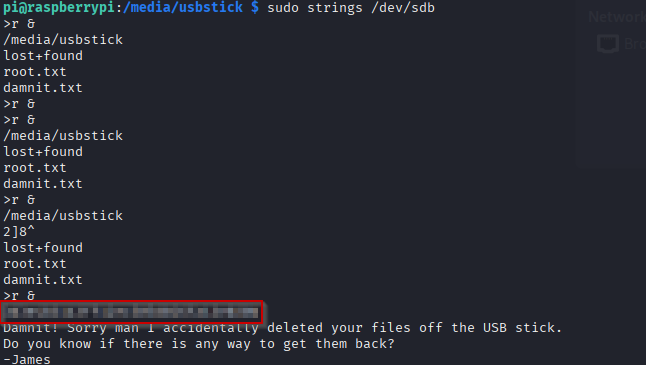 pi@raspberrypi:/media/usbstick $ sudo strings /dev/sdb
>r &
/media/usbstick
lost+found
root.txt
damnit.txt
>r &
>r &
/media/usbstick
lost+found
root.txt
damnit.txt
>r &
/media/usbstick
2]8^
lost+found
root.txt
damnit.txt
>r &
Damnit! Sorry man I accidentally deleted your files off the USB stick.
Do you know if there is any way to get them back?
-James
Network